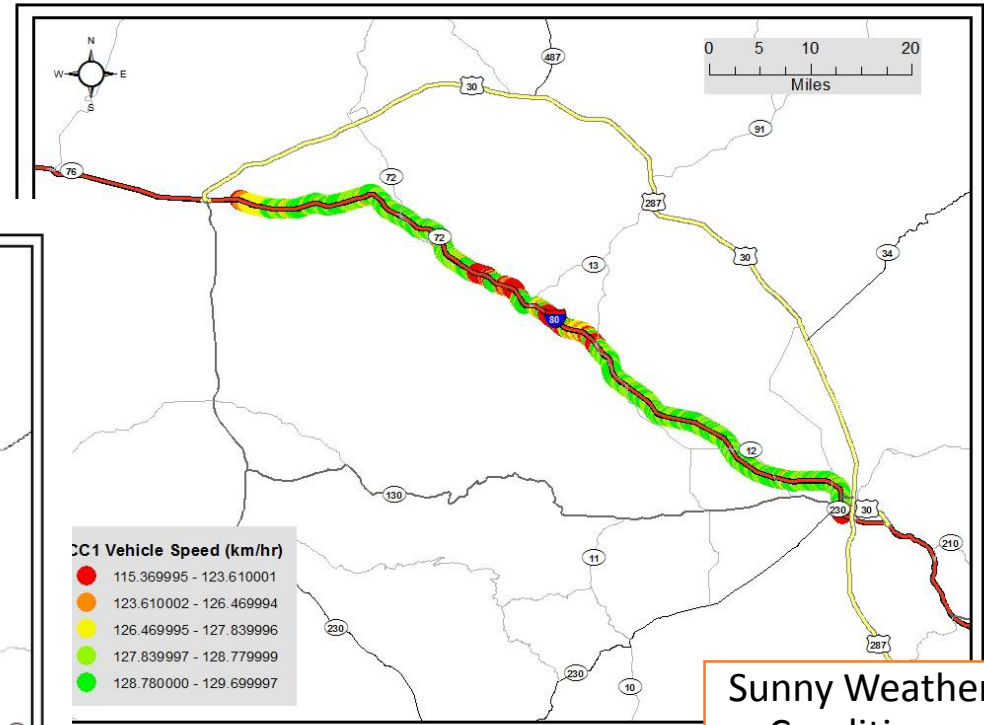 N
W E
S
0 5 10 20
Miles
487
30
91
76
72
287
72
30
34
13
80
12
130
230
30
210
11
230
287
230
10
CC1 Vehicle Speed (km/hr)
115.369995 - 123.610001
123.610002 - 126.469994
126.469995 - 127.839996
127.839997 - 128.779999
128.780000 - 129.699997
Sunny Weather